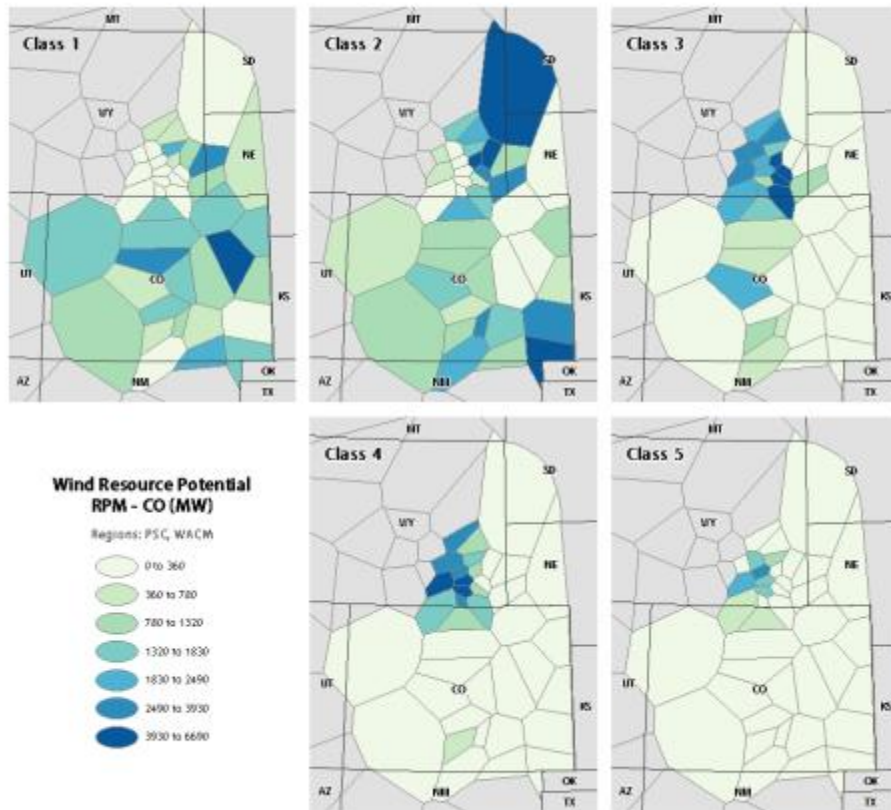 Class 1
MT
SD
WY
NE
UT
CO
KS
AZ
NM
OK
TX
Class 2
MT
SD
WY
NE
UT
CO
KS
AZ
NM
OK
TX
Class 3
MT
SD
WY
NE
UT
CO
KS
AZ
NM
OK
TX
Wind Resource Potential
RPM - CO (MW)
Regions: PSC, WACM
0 to 360
360 to 780
780 to 1320
1320 to 1830
1830 to 2490
2490 to 3930
3930 to 6690
Class 4
MT
SD
WY
NE
UT
CO
KS
AZ
NM
OK
TX
Class 5
MT
SD
WY
NE
UT
CO
KS
AZ
NM
OK
TX